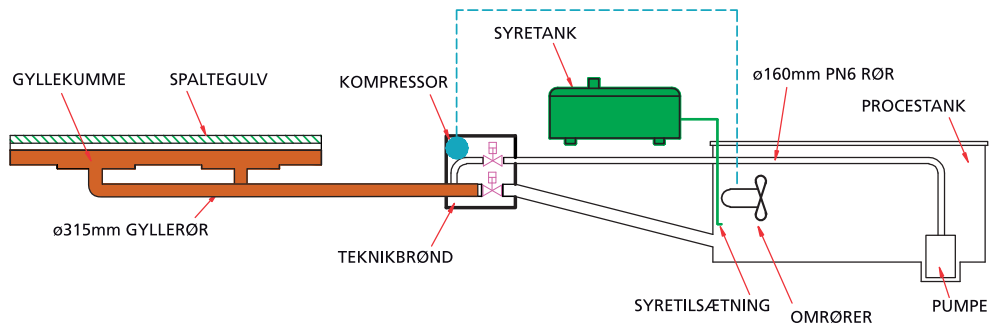 SYRETANK
GYLLEKUMME
SPALTEGULV
KOMPRESSOR
ø160mm PN6 RØR
PROCESTANK
ø315mm GYLLERØR
TEKNIKBRØND
SYRETILSÆTNING
OMRØRER
PUMPE